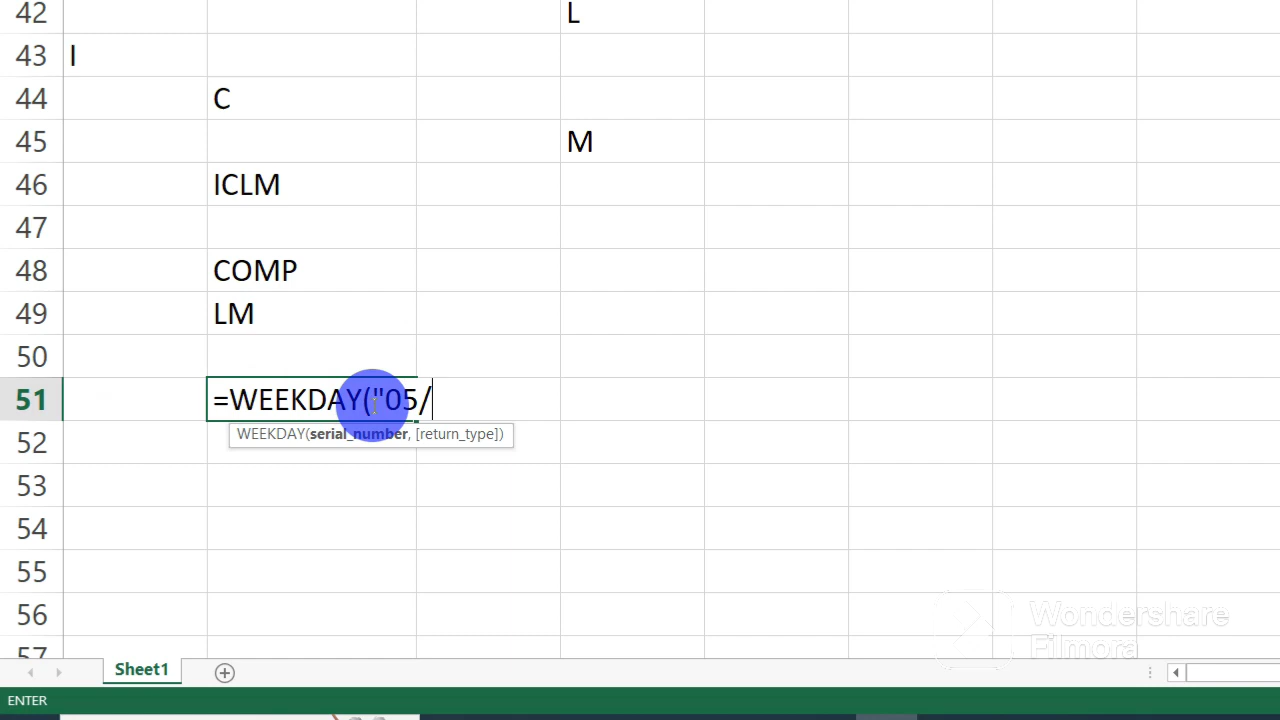 42 L
43 I
44 C
45 M
46 ICLM
47
48 COMP
49 LM
50
51 =WEEKDAY("05/
WEEKDAY(serial_number, [return_type])
52
53
54
55
56
57
Wondershare
Filmora
Sheet1
ENTER